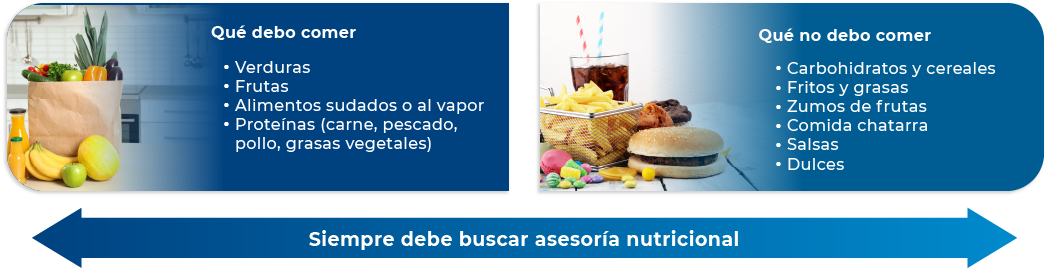 Qué debo comer
• Verduras
• Frutas
• Alimentos sudados o al vapor
• Proteínas (carne, pescado,
pollo, grasas vegetales)
Qué no debo comer
• Carbohidratos y cereales
• Fritos y grasas
• Zumos de frutas
• Comida chatarra
• Salsas
• Dulces
Siempre debe buscar asesoría nutricional